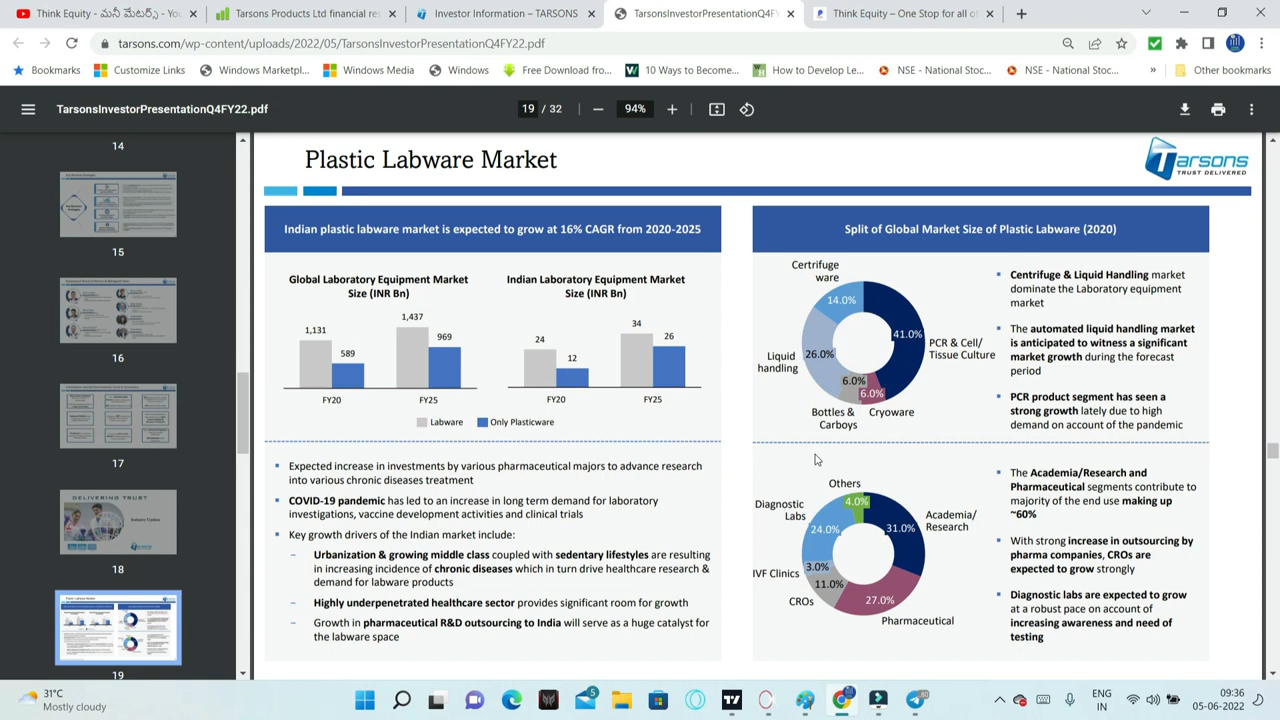 Think Equity - మనీ మేటర్స్ - Yo
Tarsons Products Ltd financial re
Investor Information – TARSONS
TarsonsInvestorPresentationQ4FY
Think Equity – One Stop for all o
tarsons.com/wp-content/uploads/2022/05/TarsonsInvestorPresentationQ4FY22.pdf
Bookmarks
Customize Links
Windows Marketpl...
Windows Media
Windows
Free Download fro...
10 Ways to Become...
How to Develop Le...
NSE - National Stoc...
NSE - National Stoc...
»
Other bookmarks
TarsonsInvestorPresentationQ4FY22.pdf
19 / 32
94%
14
15
16
17
DELIVERING TRUST
Industry Update
18
19
Plastic Labware Market
Tarsons
TRUST DELIVERED
Indian plastic labware market is expected to grow at 16% CAGR from 2020-2025
Global Laboratory Equipment Market
Size (INR Bn)
1,131
589
1,437
969
FY20
FY25
Indian Laboratory Equipment Market
Size (INR Bn)
24
12
34
26
FY20
FY25
Labware
Only Plasticware
Expected increase in investments by various pharmaceutical majors to advance research
into various chronic diseases treatment
COVID-19 pandemic has led to an increase in long term demand for laboratory
investigations, vaccine development activities and clinical trials
Key growth drivers of the Indian market include:
– Urbanization & growing middle class coupled with sedentary lifestyles are resulting
in increasing incidence of chronic diseases which in turn drive healthcare research &
demand for labware products
– Highly underpenetrated healthcare sector provides significant room for growth
– Growth in pharmaceutical R&D outsourcing to India will serve as a huge catalyst for
the labware space
Split of Global Market Size of Plastic Labware (2020)
Certrifuge
ware
14.0%
41.0%
PCR & Cell/
Tissue Culture
Liquid
handling
26.0%
6.0%
6.0%
Bottles &
Carboys
Cryoware
Centrifuge & Liquid Handling market
dominate the Laboratory equipment
market
The automated liquid handling market
is anticipated to witness a significant
market growth during the forecast
period
PCR product segment has seen a
strong growth lately due to high
demand on account of the pandemic
Others
4.0%
Diagnostic
Labs
24.0%
31.0%
Academia/
Research
IVF Clinics
3.0%
11.0%
CROs
27.0%
Pharmaceutical
The Academia/Research and
Pharmaceutical segments contribute to
majority of the end use making up
~60%
With strong increase in outsourcing by
pharma companies, CROs are
expected to grow strongly
Diagnostic labs are expected to grow
at a robust pace on account of
increasing awareness and need of
testing
31°C
Mostly cloudy
5
80
ENG
IN
09:36
05-06-2022